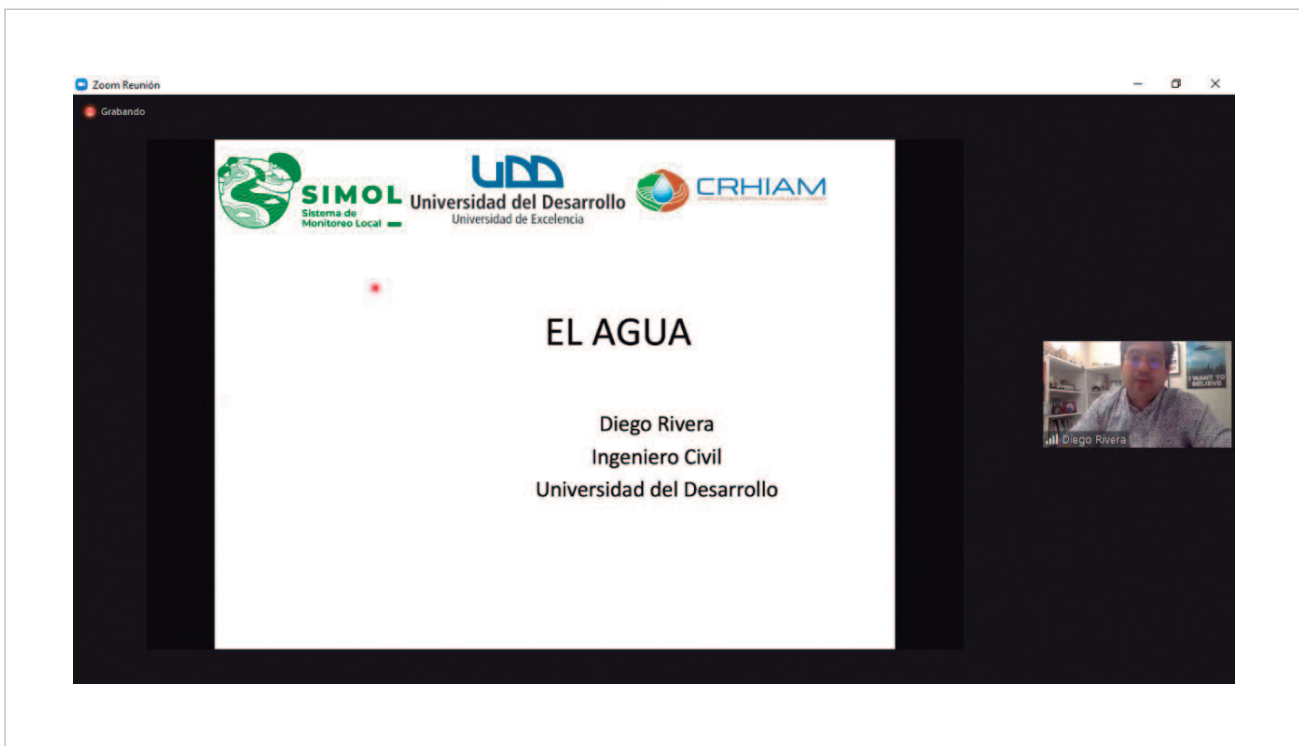 Zoom Reunión
Grabando
SIMOL
Sistema de
Monitoreo Local
UDD
Universidad del Desarrollo
Universidad de Excelencia
CRHIAM
EL AGUA
Diego Rivera
Ingeniero Civil
Universidad del Desarrollo
I WANT TO
BELIEVE
Diego Rivera